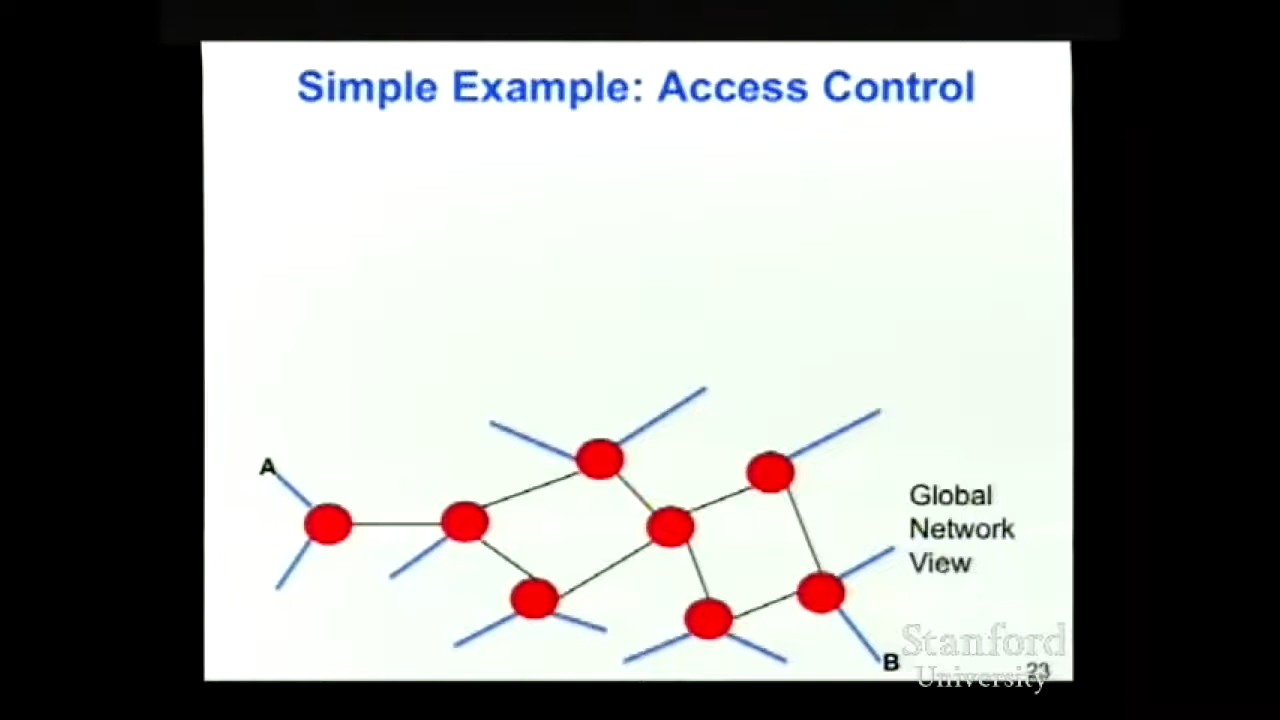 Simple Example: Access Control
A
Global
Network
View
B
Stanford
University
23